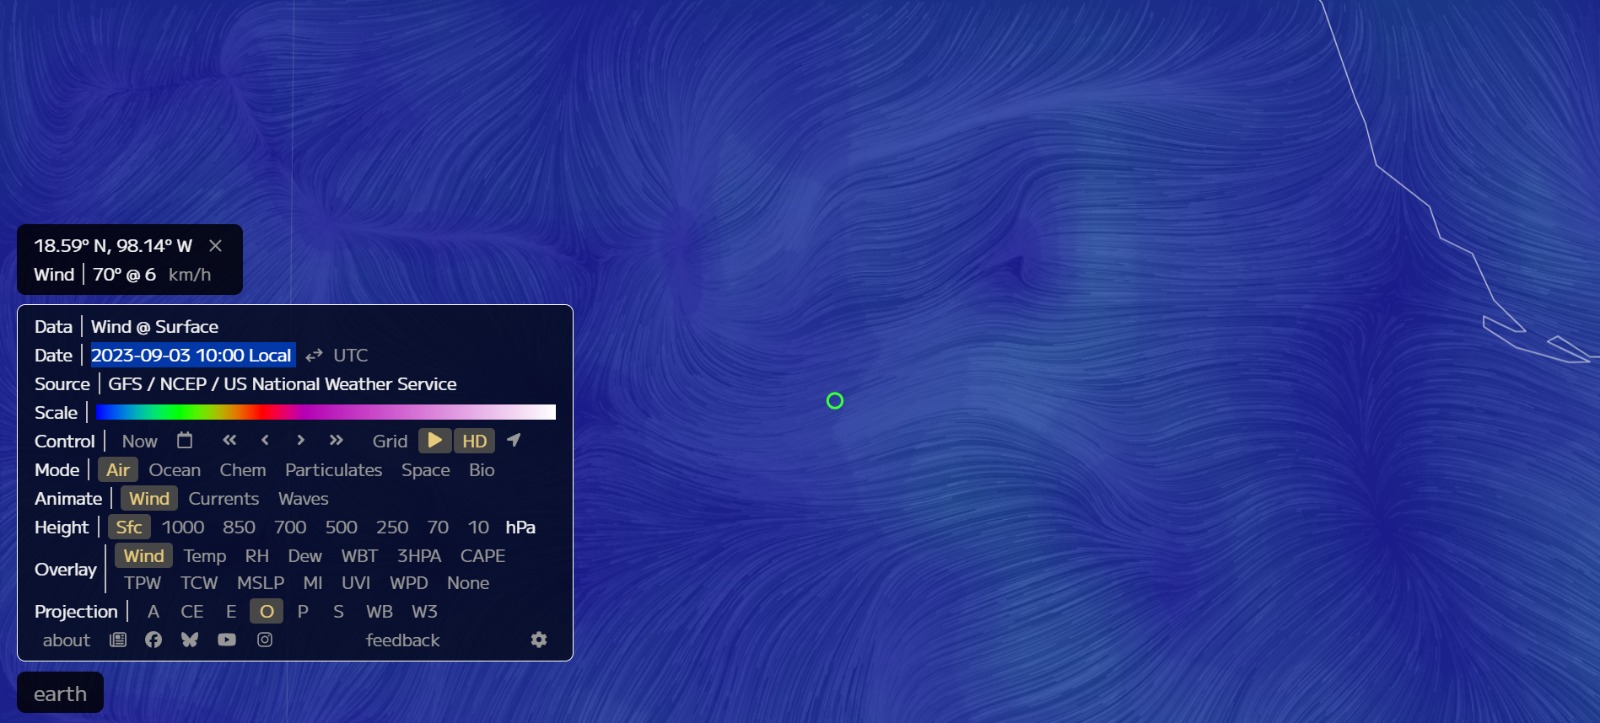 18.59° N, 98.14° W ×
Wind | 70° @ 6 km/h
Data | Wind @ Surface
Date | 2023-09-03 10:00 Local ⇄ UTC
Source | GFS / NCEP / US National Weather Service
Scale |
Control | Now « ‹ › » Grid HD
Mode | Air Ocean Chem Particulates Space Bio
Animate | Wind Currents Waves
Height | Sfc 1000 850 700 500 250 70 10 hPa
Overlay | Wind Temp RH Dew WBT 3HPA CAPE
TPW TCW MSLP MI UVI WPD None
Projection | A CE E O P S WB W3
about feedback
earth